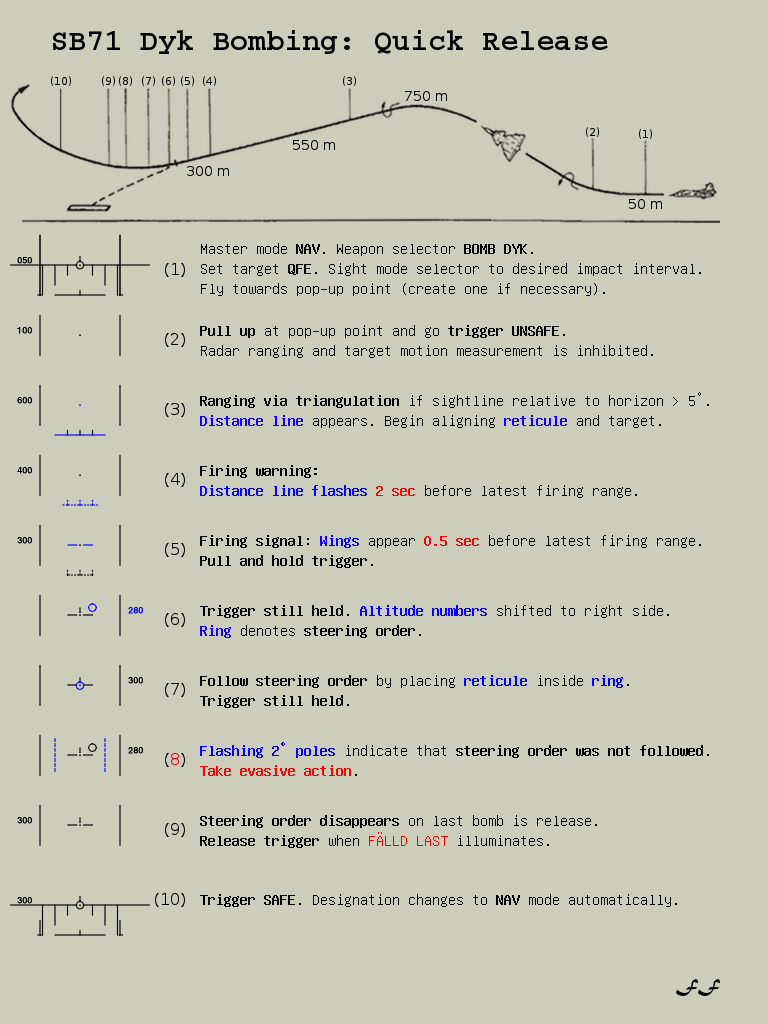 SB71 Dyk Bombing: Quick Release
(10) (9) (8) (7) (6) (5) (4) (3) (2) (1)
750 m
550 m
300 m
50 m
050
(1) Master mode NAV. Weapon selector BOMB DYK.
Set target QFE. Sight mode selector to desired impact interval.
Fly towards pop-up point (create one if necessary).
100
(2) Pull up at pop-up point and go trigger UNSAFE.
Radar ranging and target motion measurement is inhibited.
600
(3) Ranging via triangulation if sightline relative to horizon > 5°.
Distance line appears. Begin aligning reticule and target.
400
(4) Firing warning:
Distance line flashes 2 sec before latest firing range.
300
(5) Firing signal: Wings appear 0.5 sec before latest firing range.
Pull and hold trigger.
280
(6) Trigger still held. Altitude numbers shifted to right side.
Ring denotes steering order.
300
(7) Follow steering order by placing reticule inside ring.
Trigger still held.
280
(8) Flashing 2° poles indicate that steering order was not followed.
Take evasive action.
300
(9) Steering order disappears on last bomb is release.
Release trigger when FÄLLD LAST illuminates.
300
(10) Trigger SAFE. Designation changes to NAV mode automatically.